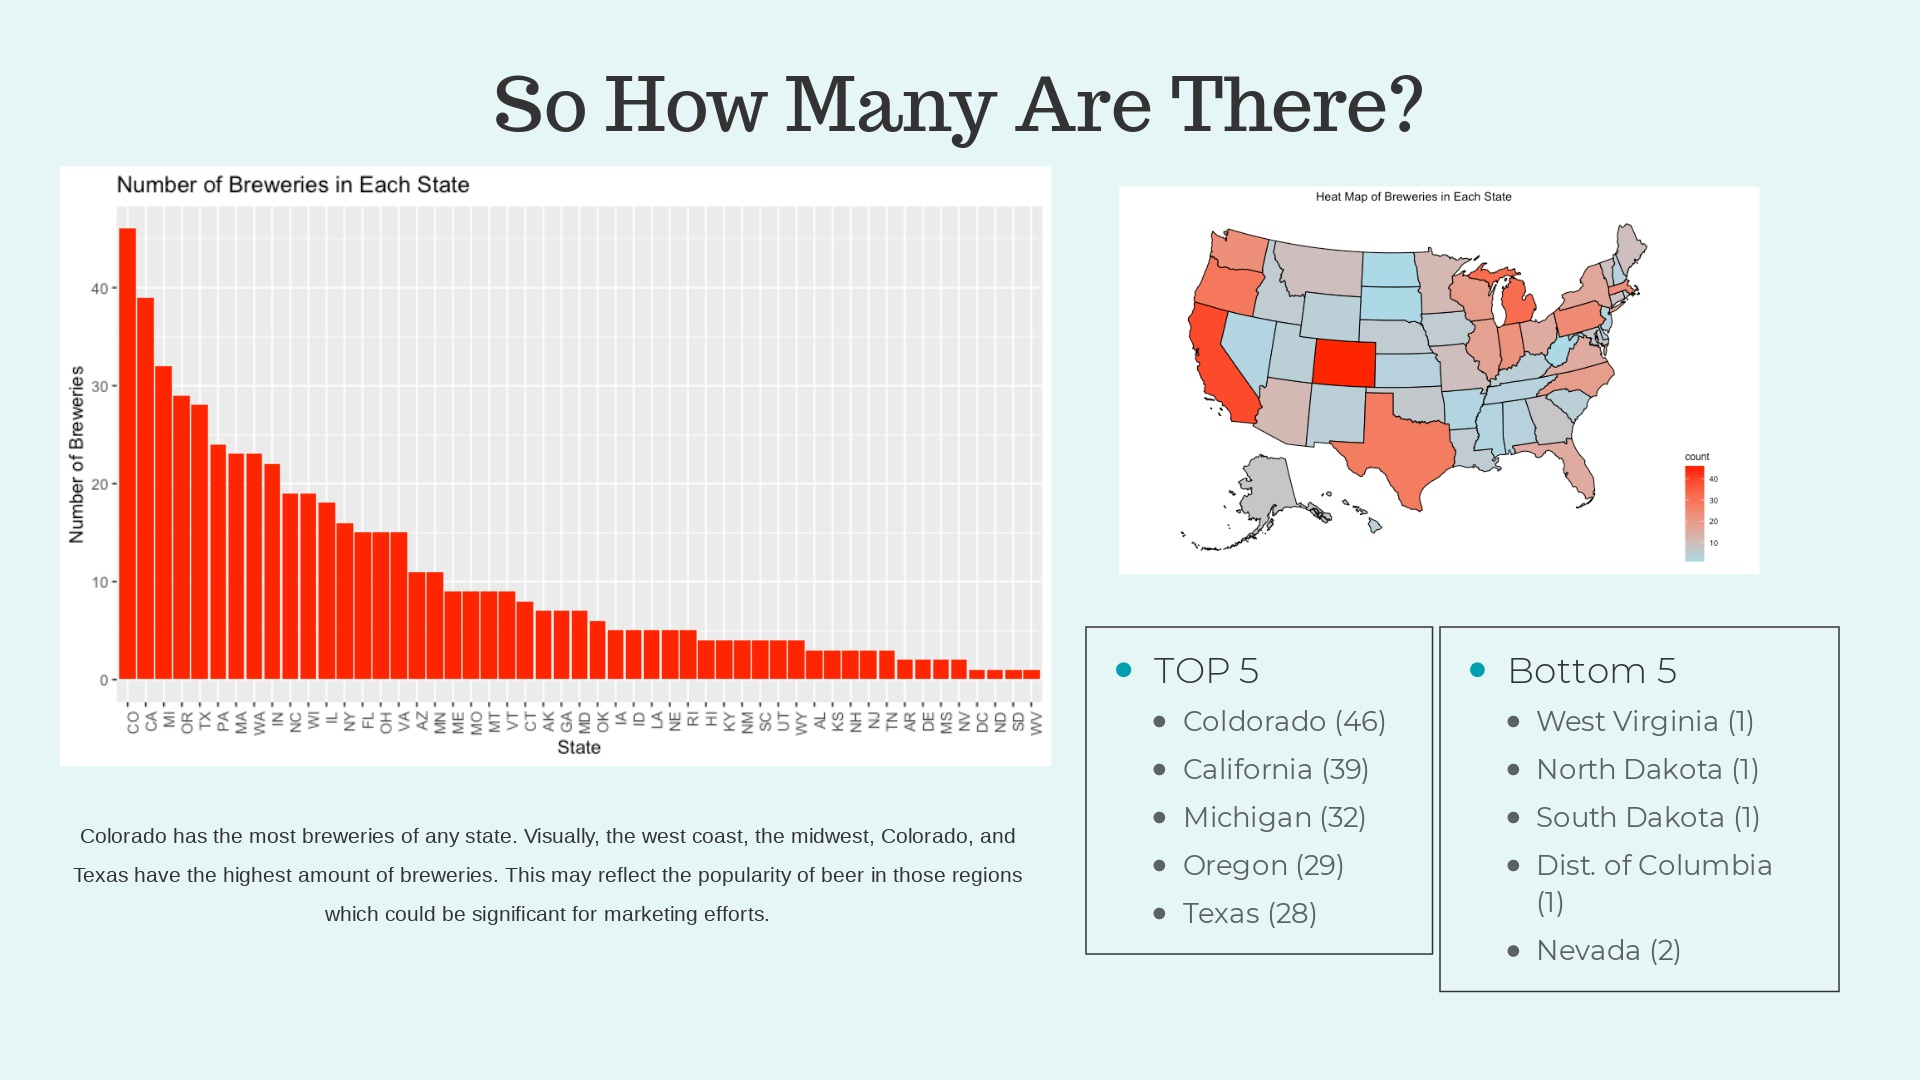 So How Many Are There?
Number of Breweries in Each State
Number of Breweries
40
30
20
10
0
CO CA MI OR TX PA MA WA IN NC WI IL NY FL OH VA AZ MN ME MO MT VT CT AK GA MD OK IA ID LA NE RI HI KY NM SC UT WY AL KS NH NJ TN AR DE MS NV DC ND SD WV
State
Heat Map of Breweries in Each State
count
40
30
20
10
Colorado has the most breweries of any state. Visually, the west coast, the midwest, Colorado, and
Texas have the highest amount of breweries. This may reflect the popularity of beer in those regions
which could be significant for marketing efforts.
TOP 5
Coldorado (46)
California (39)
Michigan (32)
Oregon (29)
Texas (28)
Bottom 5
West Virginia (1)
North Dakota (1)
South Dakota (1)
Dist. of Columbia
(1)
Nevada (2)